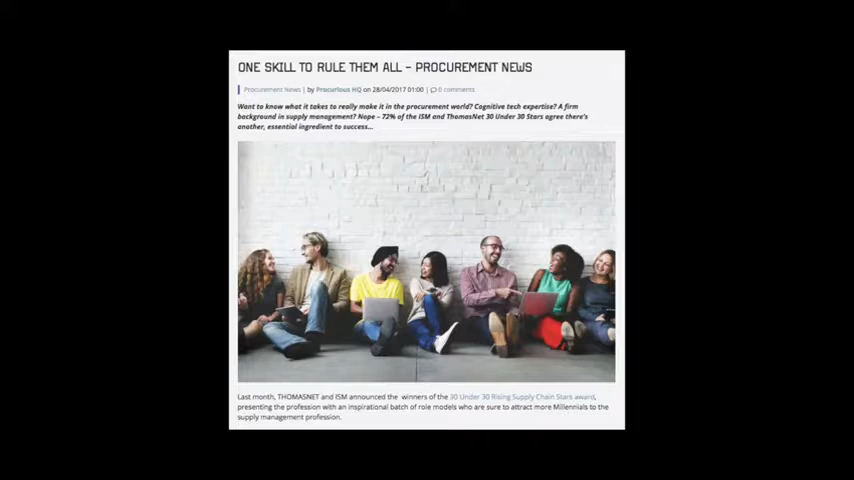 ONE SKILL TO RULE THEM ALL – PROCUREMENT NEWS
Procurement News | by Procurious HQ on 28/04/2017 01:00 | 0 comments
Want to know what it takes to really make it in the procurement world? Cognitive tech expertise? A firm
background in supply management? Nope – 72% of the ISM and ThomasNet 30 Under 30 Stars agree there's
another, essential ingredient to success...
Last month, THOMASNET and ISM announced the winners of the 30 Under 30 Rising Supply Chain Stars award,
presenting the profession with an inspirational batch of role models who are sure to attract more Millennials to the
supply management profession.